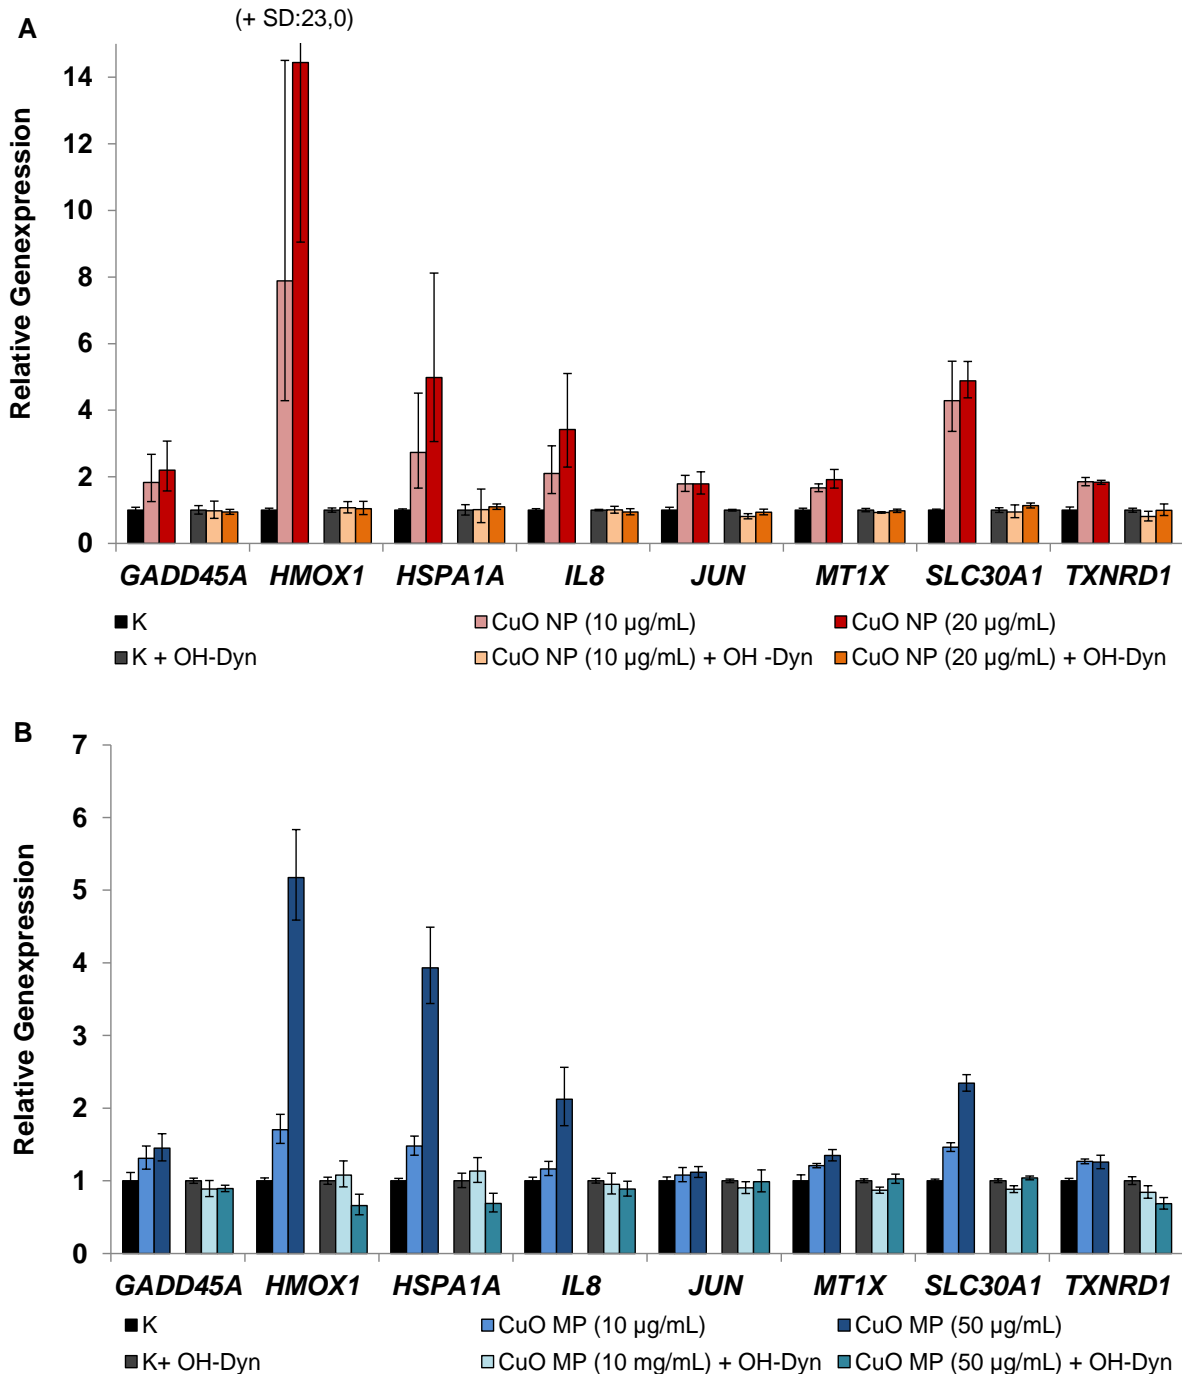 (+ SD:23,0)
A
Relative Genexpression
14
12
10
8
6
4
2
0
GADD45A HMOX1 HSPA1A IL8 JUN MT1X SLC30A1 TXNRD1
K CuO NP (10 µg/mL) CuO NP (20 µg/mL)
K + OH-Dyn CuO NP (10 µg/mL) + OH -Dyn CuO NP (20 µg/mL) + OH-Dyn
B
Relative Genexpression
7
6
5
4
3
2
1
0
GADD45A HMOX1 HSPA1A IL8 JUN MT1X SLC30A1 TXNRD1
K CuO MP (10 µg/mL) CuO MP (50 µg/mL)
K+ OH-Dyn CuO MP (10 mg/mL) + OH-Dyn CuO MP (50 µg/mL) + OH-Dyn